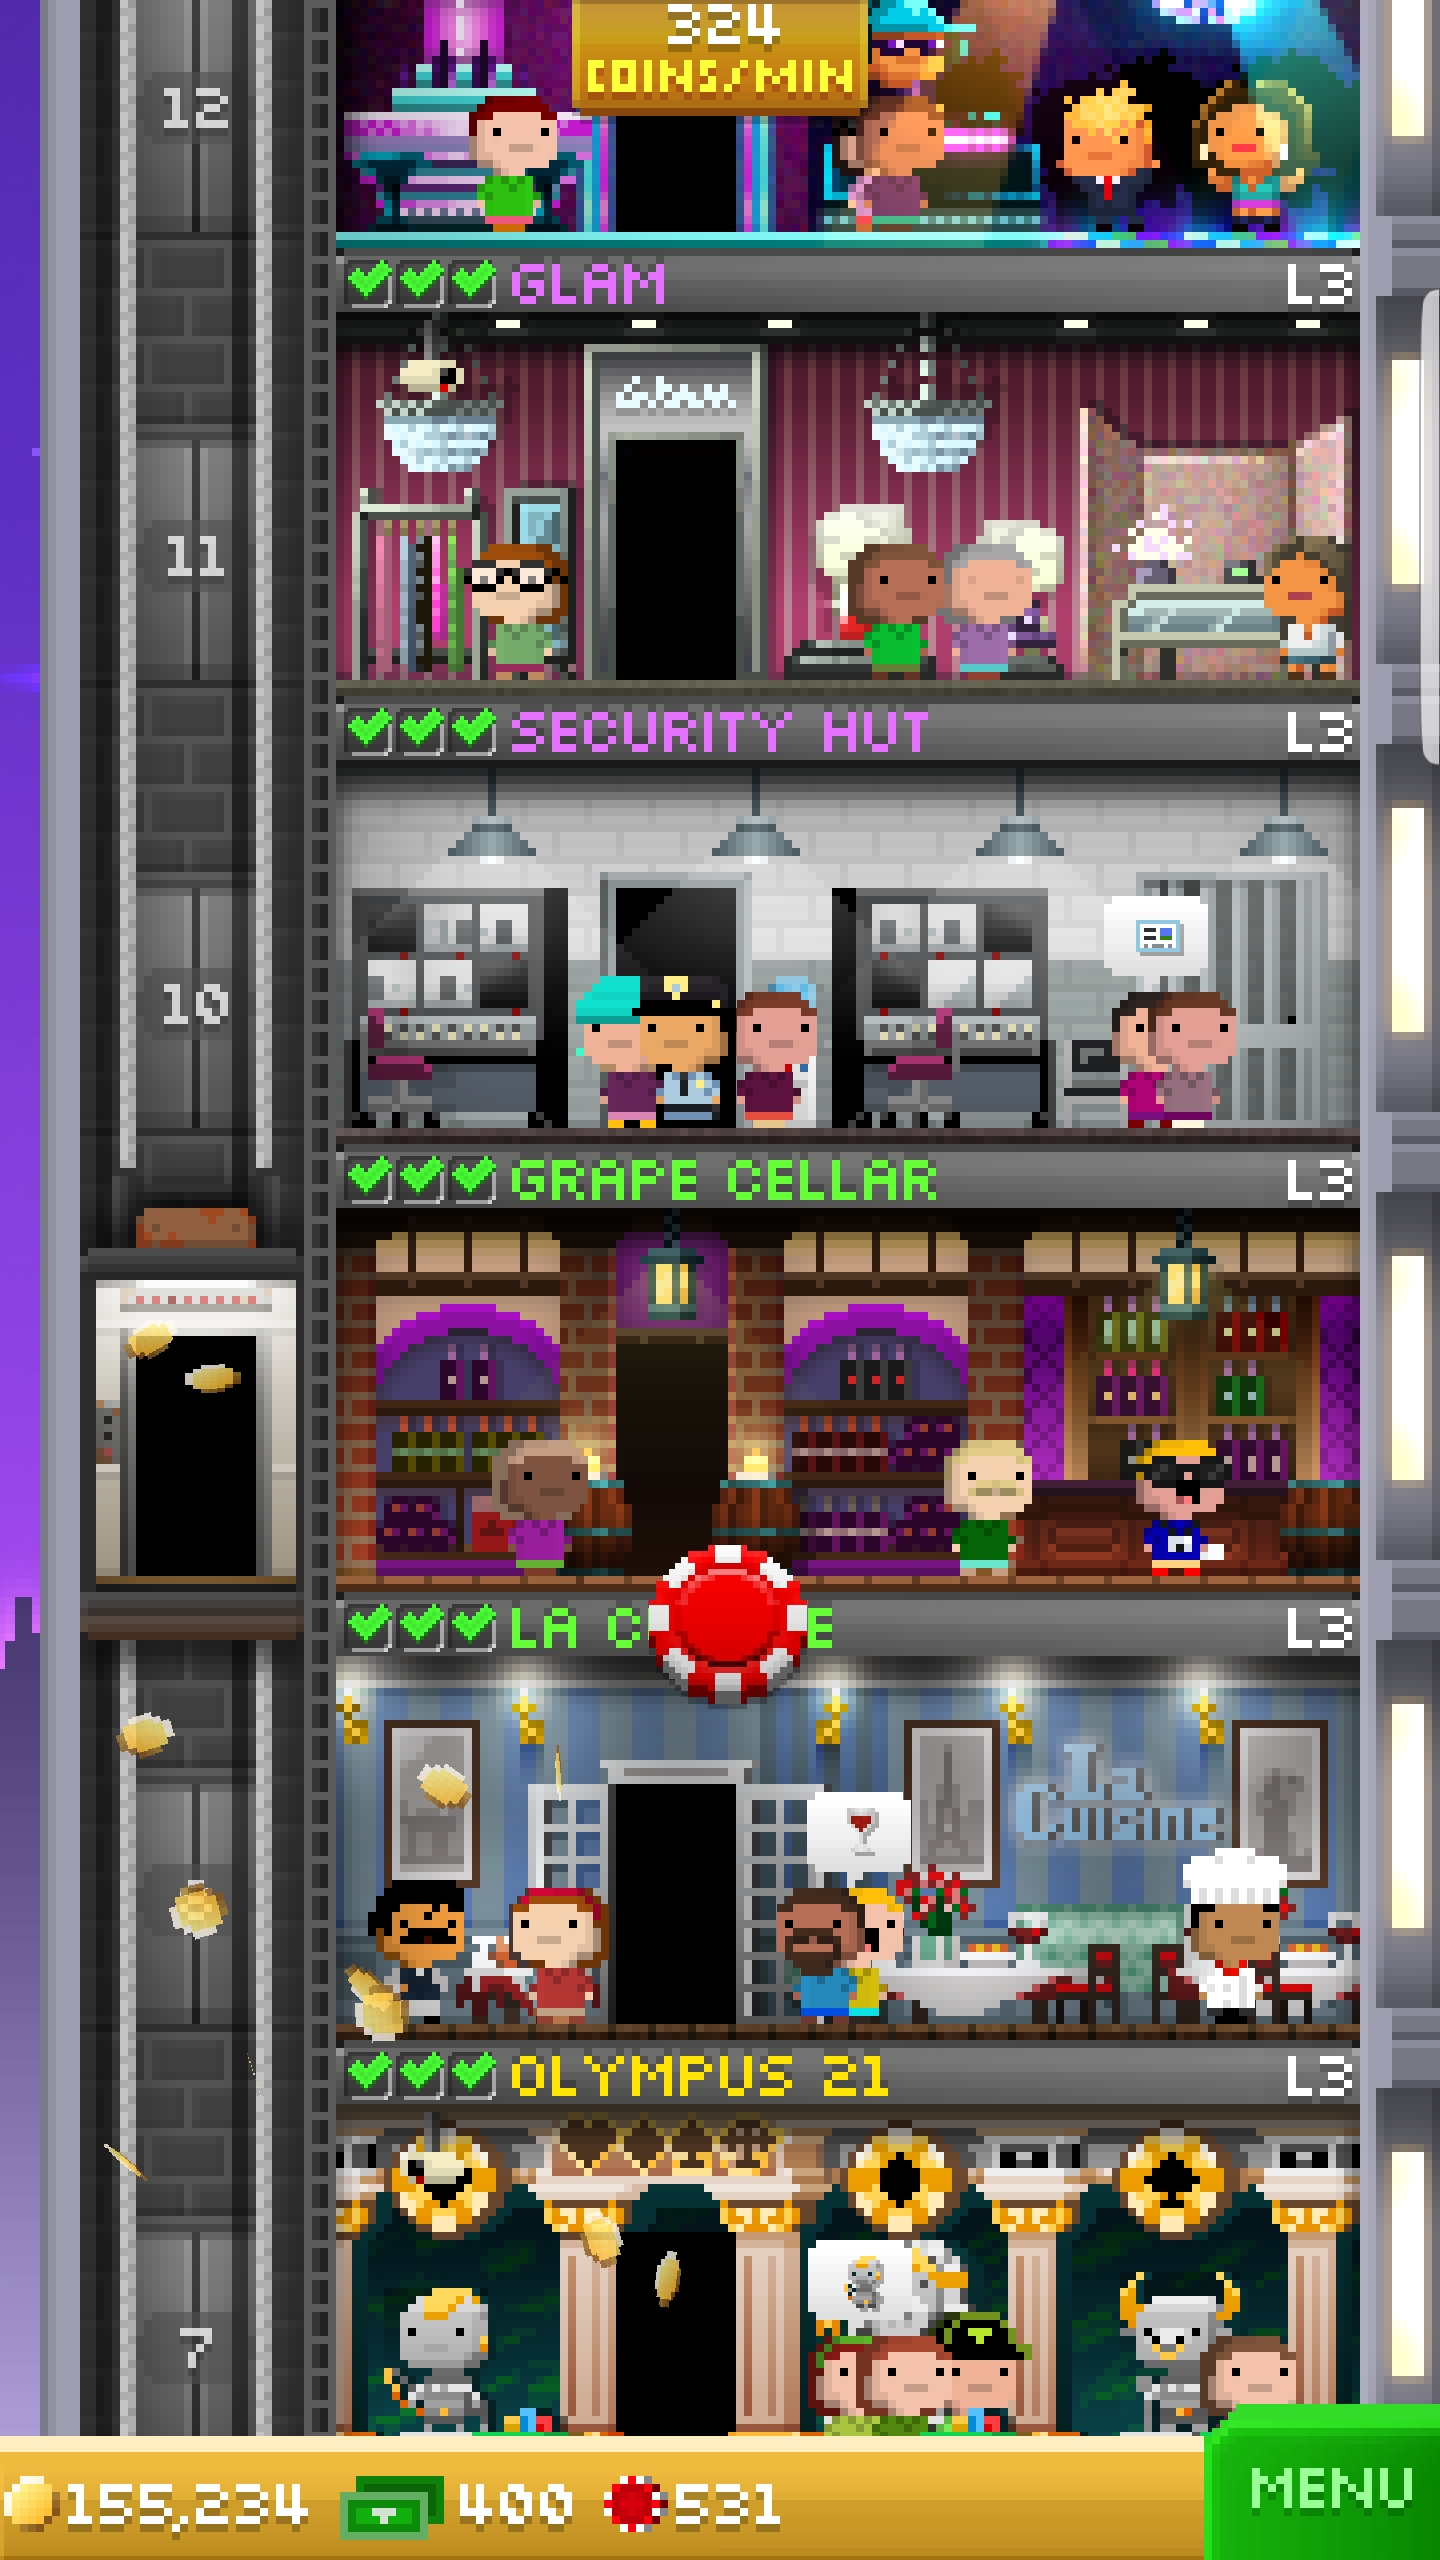 324
COINS/MIN
12
GLAM
L3
Glam
11
SECURITY HUT
L3
10
GRAPE CELLAR
L3
LA C E
L3
La
Cuisine
OLYMPUS 21
L3
7
155,234
400
531
MENU